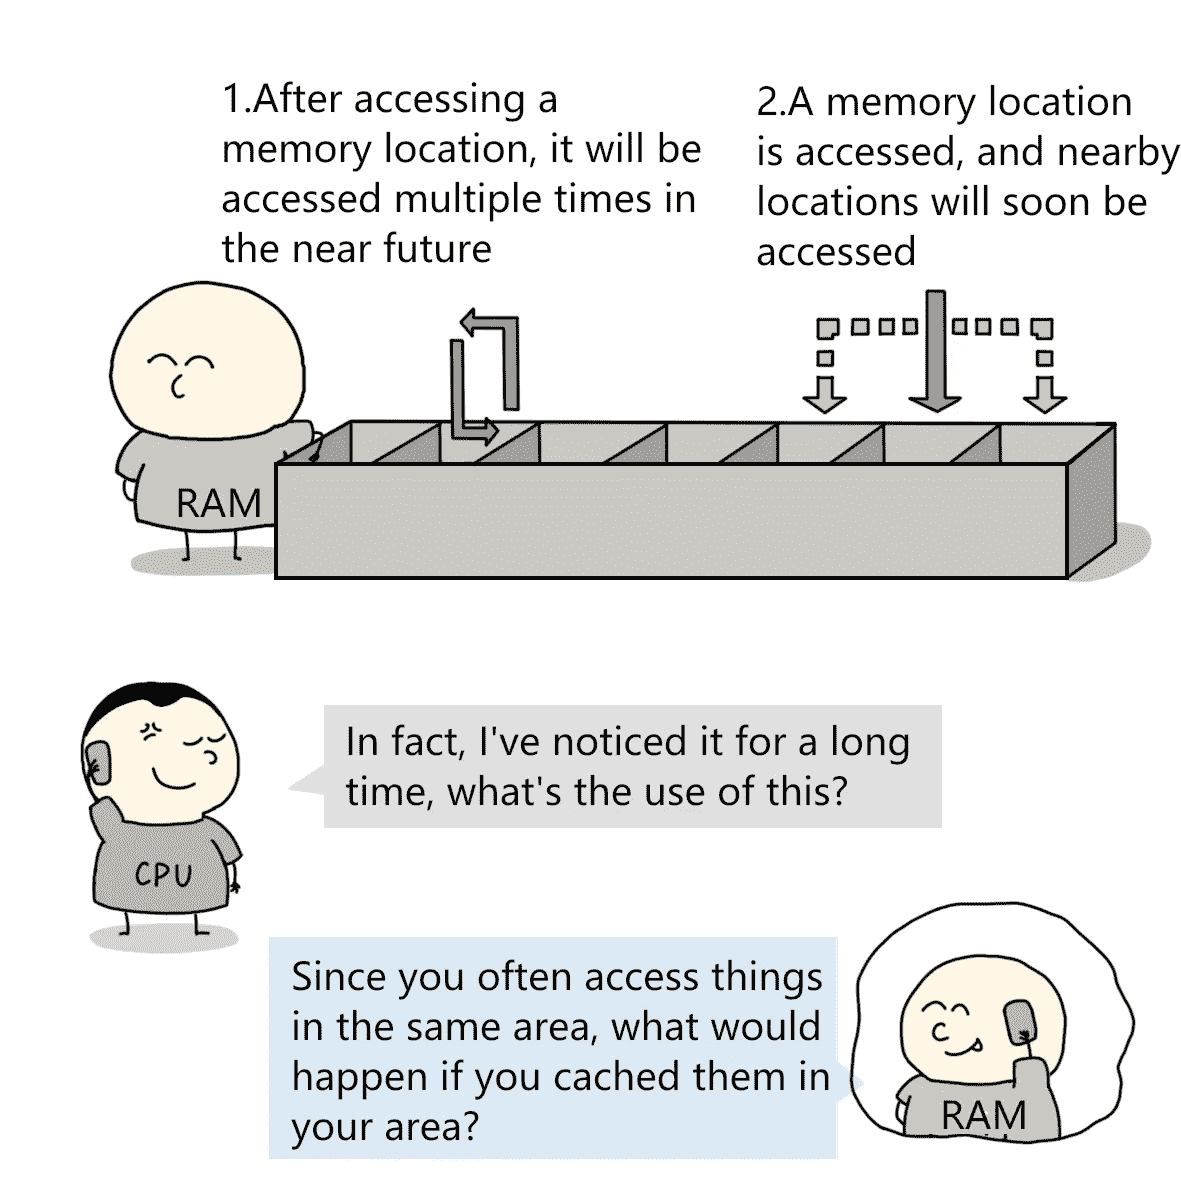 1.After accessing a
memory location, it will be
accessed multiple times in
the near future
2.A memory location
is accessed, and nearby
locations will soon be
accessed
RAM
In fact, I've noticed it for a long
time, what's the use of this?
CPU
Since you often access things
in the same area, what would
happen if you cached them in
your area?
RAM